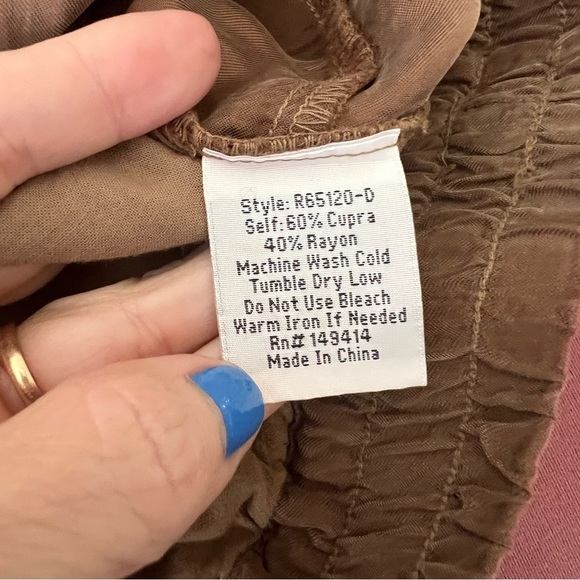 Style: R65120-D
Self: 60% Cupra
40% Rayon
Machine Wash Cold
Tumble Dry Low
Do Not Use Bleach
Warm Iron If Needed
Rn# 149414
Made In China